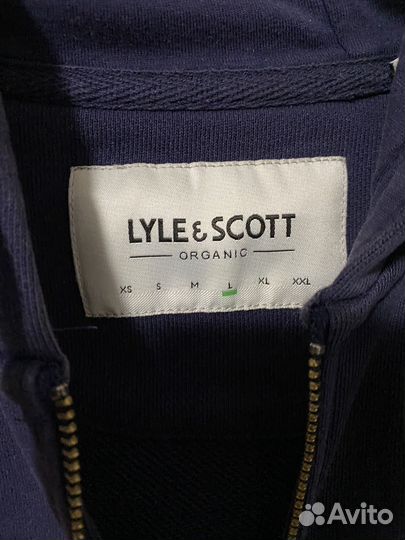 LYLE & SCOTT
ORGANIC
XS S M L XL XXL
Avito